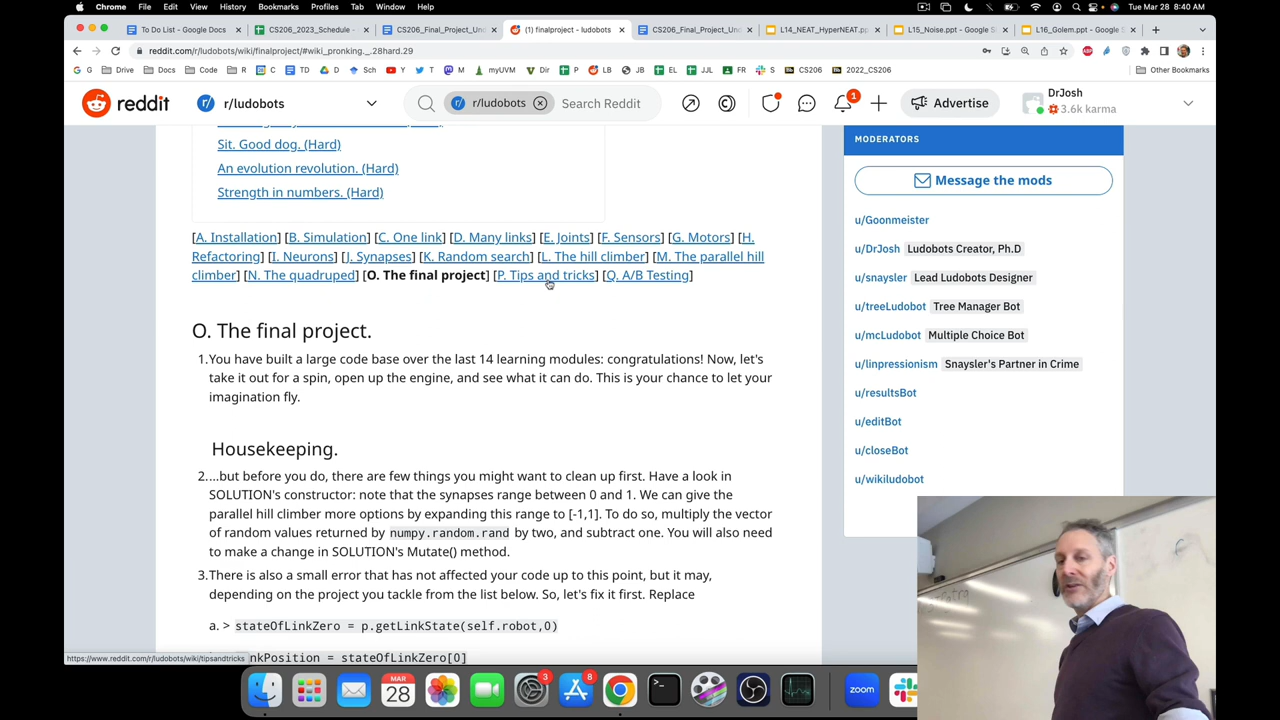 Chrome File Edit View History Bookmarks Profiles Tab Window Help Tue Mar 28 8:40 AM
To Do List - Google Docs CS206_2023_Schedule - CS206_Final_Project_Un (1) finalproject - ludobots CS206_Final_Project_Un L14_NEAT_HyperNEAT.pp L15_Noise.ppt - Google S L16_Golem.ppt - Google S
reddit.com/r/ludobots/wiki/finalproject/#wiki_pronking._.28hard.29
G Drive Docs Code R C TD D Sch Y T M myUVM Dir P LB JB EL JJL FR S CS206 2022_CS206 Other Bookmarks
reddit r/ludobots r/ludobots Search Reddit 1 Advertise DrJosh
3.6k karma
Sit. Good dog. (Hard)
An evolution revolution. (Hard)
Strength in numbers. (Hard)
[A. Installation] [B. Simulation] [C. One link] [D. Many links] [E. Joints] [F. Sensors] [G. Motors] [H.
Refactoring] [I. Neurons] [J. Synapses] [K. Random search] [L. The hill climber] [M. The parallel hill
climber] [N. The quadruped] [O. The final project] [P. Tips and tricks] [Q. A/B Testing]
O. The final project.
1.You have built a large code base over the last 14 learning modules: congratulations! Now, let's
take it out for a spin, open up the engine, and see what it can do. This is your chance to let your
imagination fly.
Housekeeping.
2....but before you do, there are few things you might want to clean up first. Have a look in
SOLUTION's constructor: note that the synapses range between 0 and 1. We can give the
parallel hill climber more options by expanding this range to [-1,1]. To do so, multiply the vector
of random values returned by numpy.random.rand by two, and subtract one. You will also need
to make a change in SOLUTION's Mutate() method.
3.There is also a small error that has not affected your code up to this point, but it may,
depending on the project you tackle from the list below. So, let's fix it first. Replace
a. > stateOfLinkZero = p.getLinkState(self.robot,0)
nkPosition = stateOfLinkZero[0]
https://www.reddit.com/r/ludobots/wiki/tipsandtricks
MODERATORS
Message the mods
u/Goonmeister
u/DrJosh Ludobots Creator, Ph.D
u/snaysler Lead Ludobots Designer
u/treeLudobot Tree Manager Bot
u/mcLudobot Multiple Choice Bot
u/linpressionism Snaysler's Partner in Crime
u/resultsBot
u/editBot
u/closeBot
u/wikiludobot
MAR
28
3
8
zoom